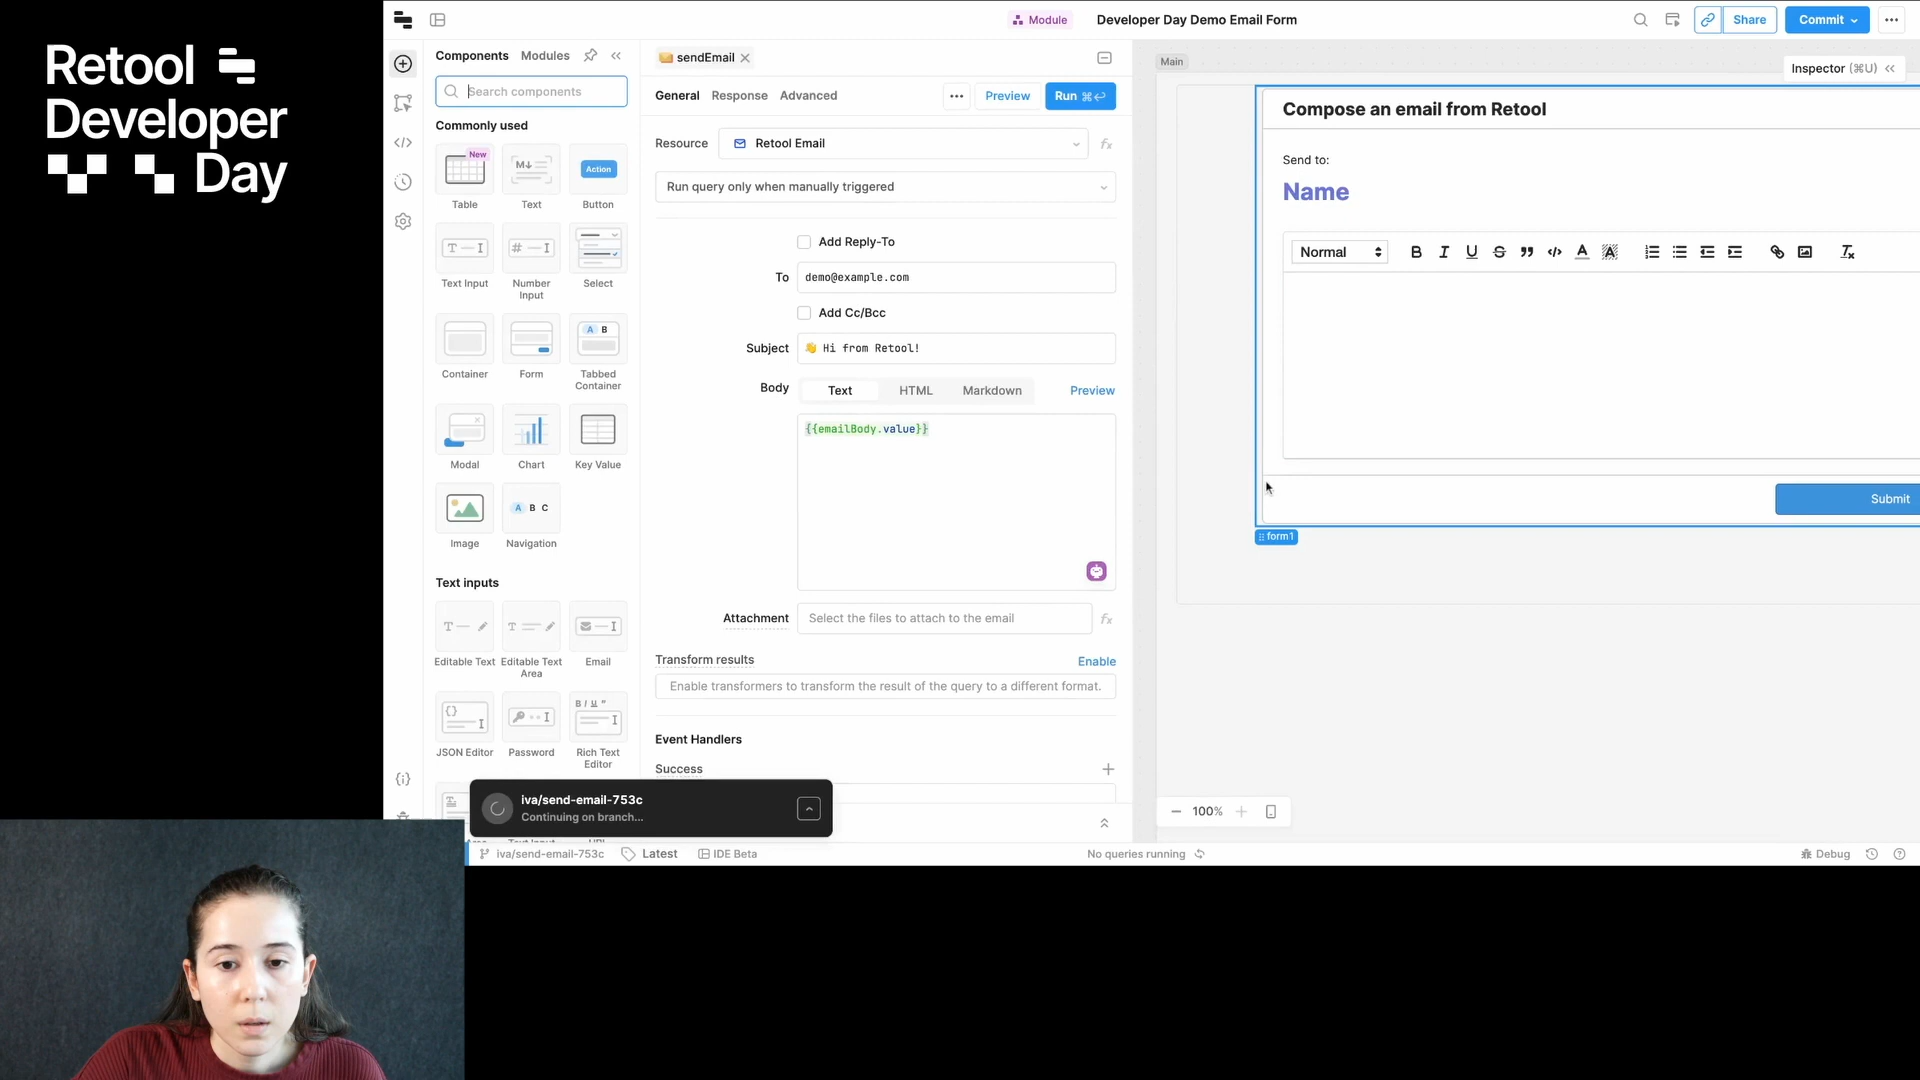 Retool
Developer
Day
Module
Developer Day Demo Email Form
Share
Commit
Components
Modules
Search components
Commonly used
New
Table
M
Text
Action
Button
Text Input
Number
Input
Select
Container
Form
A B
Tabbed
Container
Modal
Chart
Key Value
Image
A B C
Navigation
Text inputs
Editable Text
Editable Text
Area
Email
JSON Editor
Password
B I U "
Rich Text
Editor
sendEmail
General
Response
Advanced
Preview
Run ⌘↩
Resource
Retool Email
fx
Run query only when manually triggered
Add Reply-To
To
demo@example.com
Add Cc/Bcc
Subject
👋 Hi from Retool!
Body
Text
HTML
Markdown
Preview
{{emailBody.value}}
Attachment
Select the files to attach to the email
fx
Transform results
Enable
Enable transformers to transform the result of the query to a different format.
Event Handlers
Success
Main
Inspector (⌘U)
Compose an email from Retool
Send to:
Name
Normal
B I U S
Submit
form1
100%
iva/send-email-753c
Continuing on branch...
iva/send-email-753c
Latest
IDE Beta
No queries running
Debug